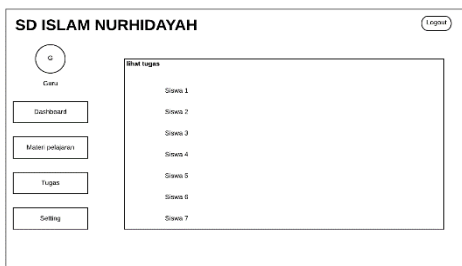 SD ISLAM NURHIDAYAH
Logout
G
Guru
Dashboard
Materi pelajaran
Tugas
Setting
lihat tugas
Siswa 1
Siswa 2
Siswa 3
Siswa 4
Siswa 5
Siswa 6
Siswa 7